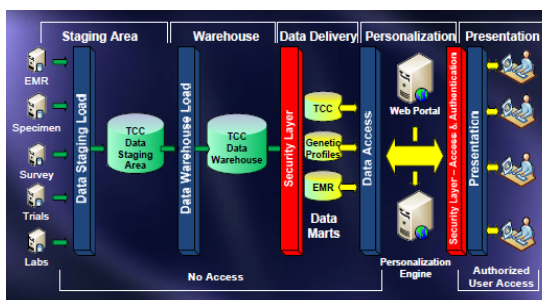 Staging Area
Warehouse
Data Delivery
Personalization
Presentation
EMR
Specimen
Survey
Trials
Labs
Data Staging Load
TCC
Data
Staging
Area
Data Warehouse Load
TCC
Data
Warehouse
Security Layer
TCC
Genetic
Profiles
EMR
Data
Marts
Data Access
Web Portal
Personalization
Engine
Security Layer – Access & Authentication
Presentation
No Access
Authorized
User Access